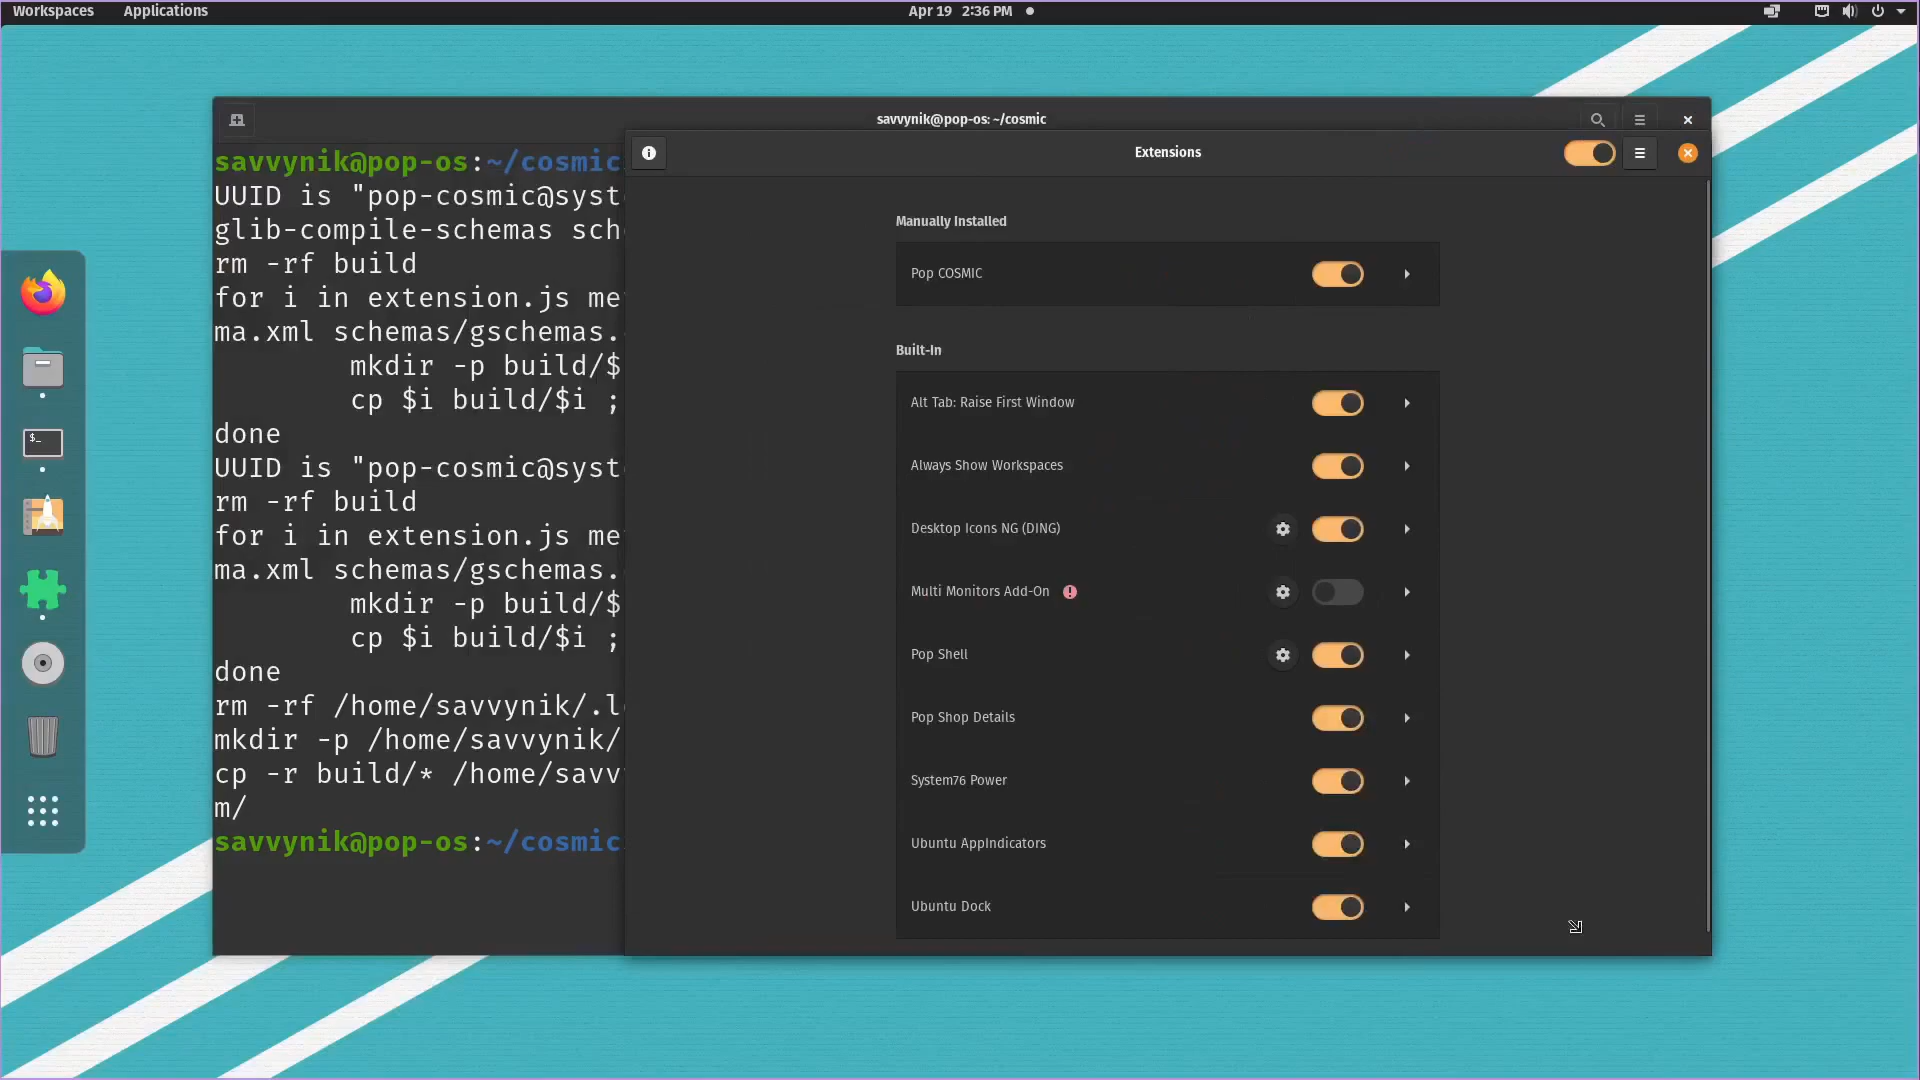 Workspaces Applications Apr 19 2:36 PM
savvynik@pop-os: ~/cosmic
savvynik@pop-os:~/cosmic
UUID is "pop-cosmic@syst
glib-compile-schemas sch
rm -rf build
for i in extension.js me
ma.xml schemas/gschemas.
mkdir -p build/$
cp $i build/$i ;
done
UUID is "pop-cosmic@syst
rm -rf build
for i in extension.js me
ma.xml schemas/gschemas.
mkdir -p build/$
cp $i build/$i ;
done
rm -rf /home/savvynik/.l
mkdir -p /home/savvynik/
cp -r build/* /home/savv
m/
savvynik@pop-os:~/cosmic
Extensions
Manually Installed
Pop COSMIC
Built-In
Alt Tab: Raise First Window
Always Show Workspaces
Desktop Icons NG (DING)
Multi Monitors Add-On
Pop Shell
Pop Shop Details
System76 Power
Ubuntu AppIndicators
Ubuntu Dock